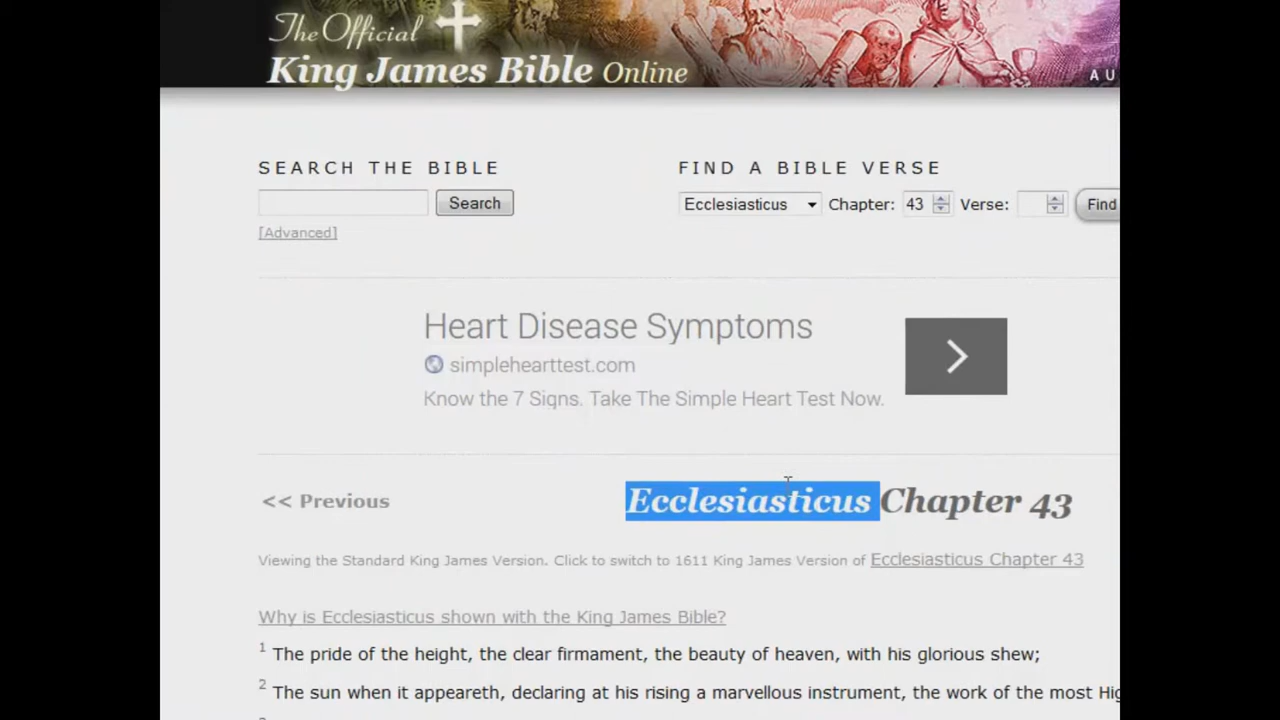 The Official
King James Bible Online
AU
SEARCH THE BIBLE
FIND A BIBLE VERSE
Search
Ecclesiasticus Chapter: 43 Verse: Find
[Advanced]
Heart Disease Symptoms
simplehearttest.com
Know the 7 Signs. Take The Simple Heart Test Now.
<< Previous
Ecclesiasticus Chapter 43
Viewing the Standard King James Version. Click to switch to 1611 King James Version of Ecclesiasticus Chapter 43
Why is Ecclesiasticus shown with the King James Bible?
1 The pride of the height, the clear firmament, the beauty of heaven, with his glorious shew;
2 The sun when it appeareth, declaring at his rising a marvellous instrument, the work of the most Hig